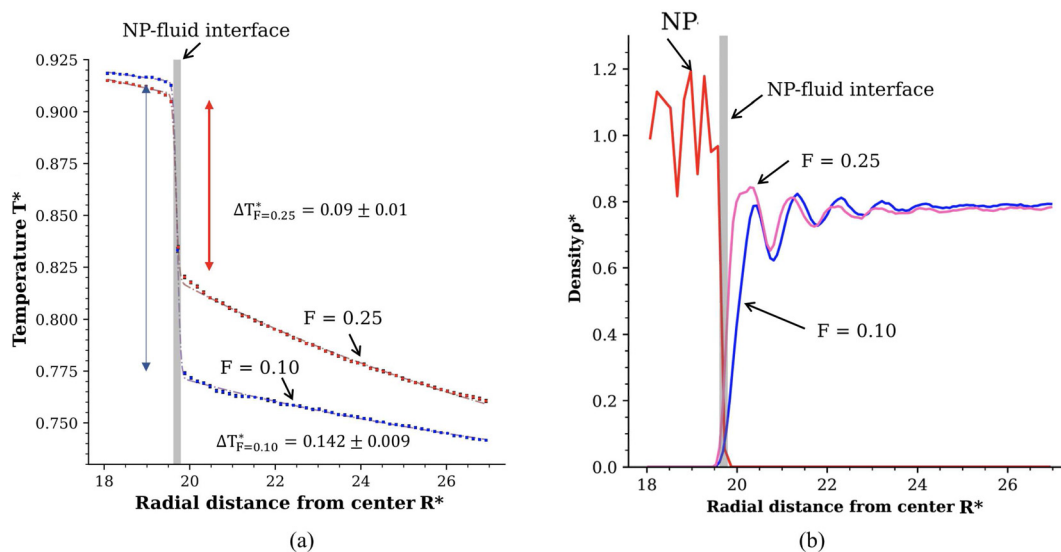 NP-fluid interface
0.925
0.900
0.875
0.850
0.825
0.800
0.775
0.750
Temperature T*
ΔT*F=0.25 = 0.09 ± 0.01
F = 0.25
F = 0.10
ΔT*F=0.10 = 0.142 ± 0.009
18 20 22 24 26
Radial distance from center R*
(a)
NP
NP-fluid interface
F = 0.25
F = 0.10
1.2
1.0
0.8
0.6
0.4
0.2
0.0
Density ρ*
18 20 22 24 26
Radial distance from center R*
(b)